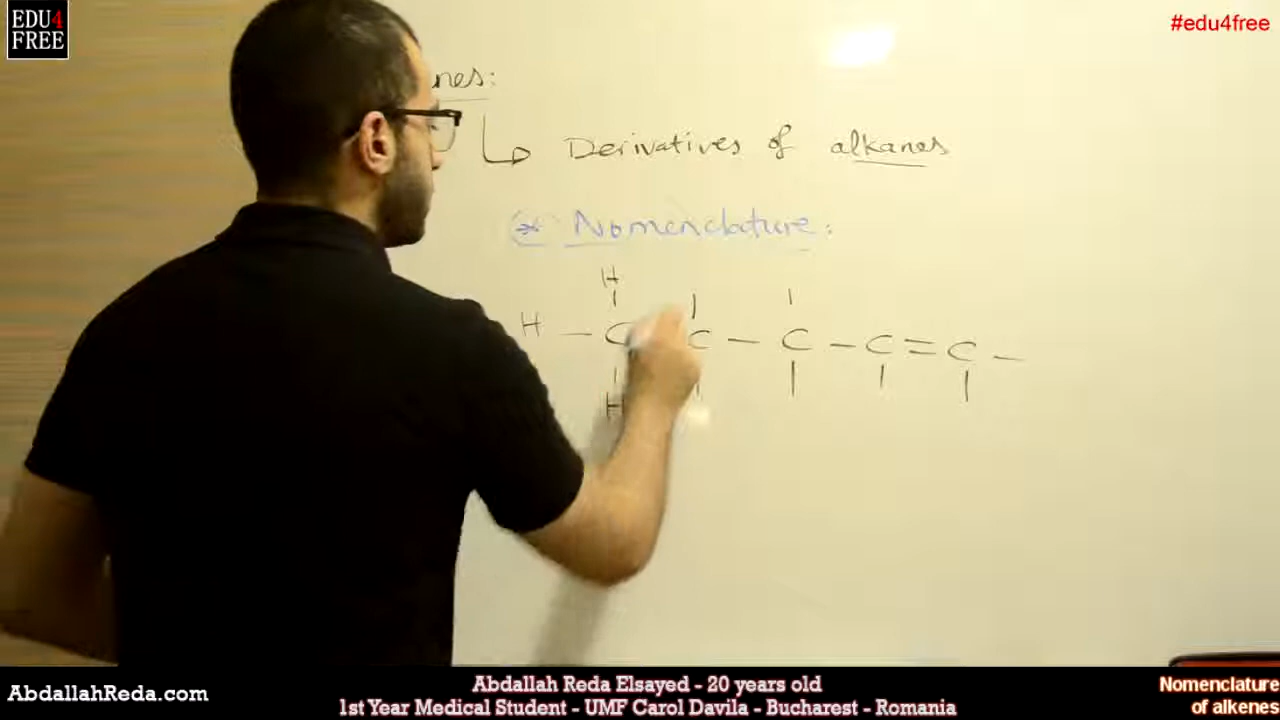 EDU4
FREE
#edu4free
nes:
Derivatives of alkanes
* Nomenclature:
H
H - C C - C - C = C -
H
AbdallahReda.com
Abdallah Reda Elsayed - 20 years old
1st Year Medical Student - UMF Carol Davila - Bucharest - Romania
Nomenclature
of alkenes